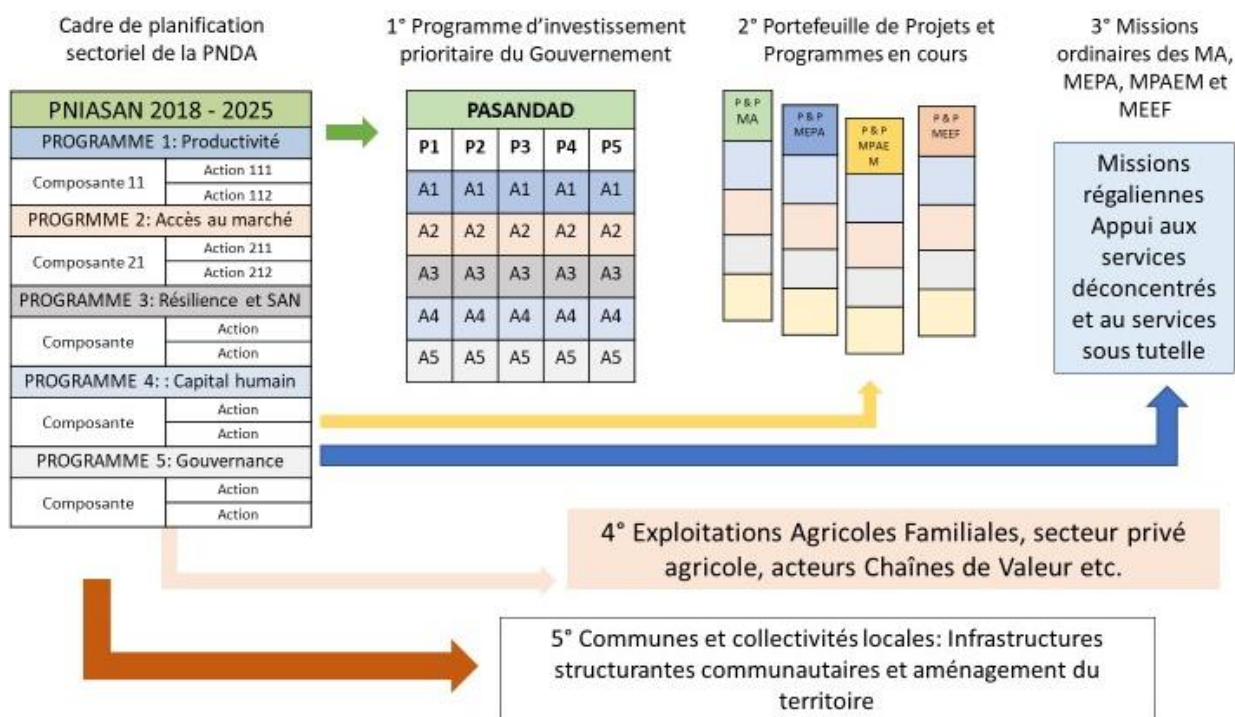 Cadre de planification
sectoriel de la PNDA
PNIASAN 2018 - 2025
PROGRAMME 1: Productivité
Composante 11
Action 111
Action 112
PROGRMME 2: Accès au marché
Composante 21
Action 211
Action 212
PROGRAMME 3: Résilience et SAN
Composante
Action
Action
PROGRAMME 4: : Capital humain
Composante
Action
Action
PROGRAMME 5: Gouvernance
Composante
Action
Action
1° Programme d'investissement
prioritaire du Gouvernement
PASANDAD
P1 P2 P3 P4 P5
A1 A1 A1 A1 A1
A2 A2 A2 A2 A2
A3 A3 A3 A3 A3
A4 A4 A4 A4 A4
A5 A5 A5 A5 A5
2° Portefeuille de Projets et
Programmes en cours
P & P
MA
P & P
MEPA
P & P
MPAE
M
P & P
MEEF
3° Missions
ordinaires des MA,
MEPA, MPAEM et
MEEF
Missions
régaliennes
Appui aux
services
déconcentrés
et au services
sous tutelle
4° Exploitations Agricoles Familiales, secteur privé
agricole, acteurs Chaînes de Valeur etc.
5° Communes et collectivités locales: Infrastructures
structurantes communautaires et aménagement du
territoire